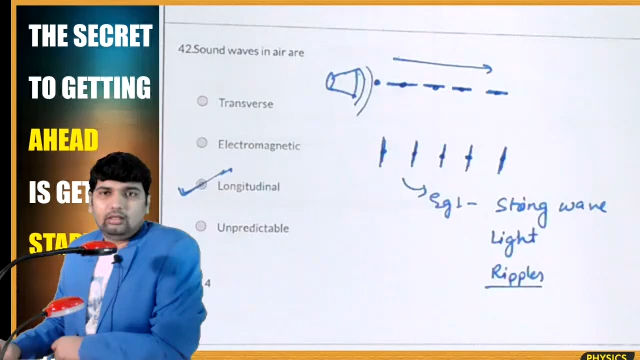 THE SECRET
TO GETTING
AHEAD
IS GET
STAR
42.Sound waves in air are
Transverse
Electromagnetic
Longitudinal
Unpredictable
4
Eg1- String wave
Light
Ripples
PHYSICS